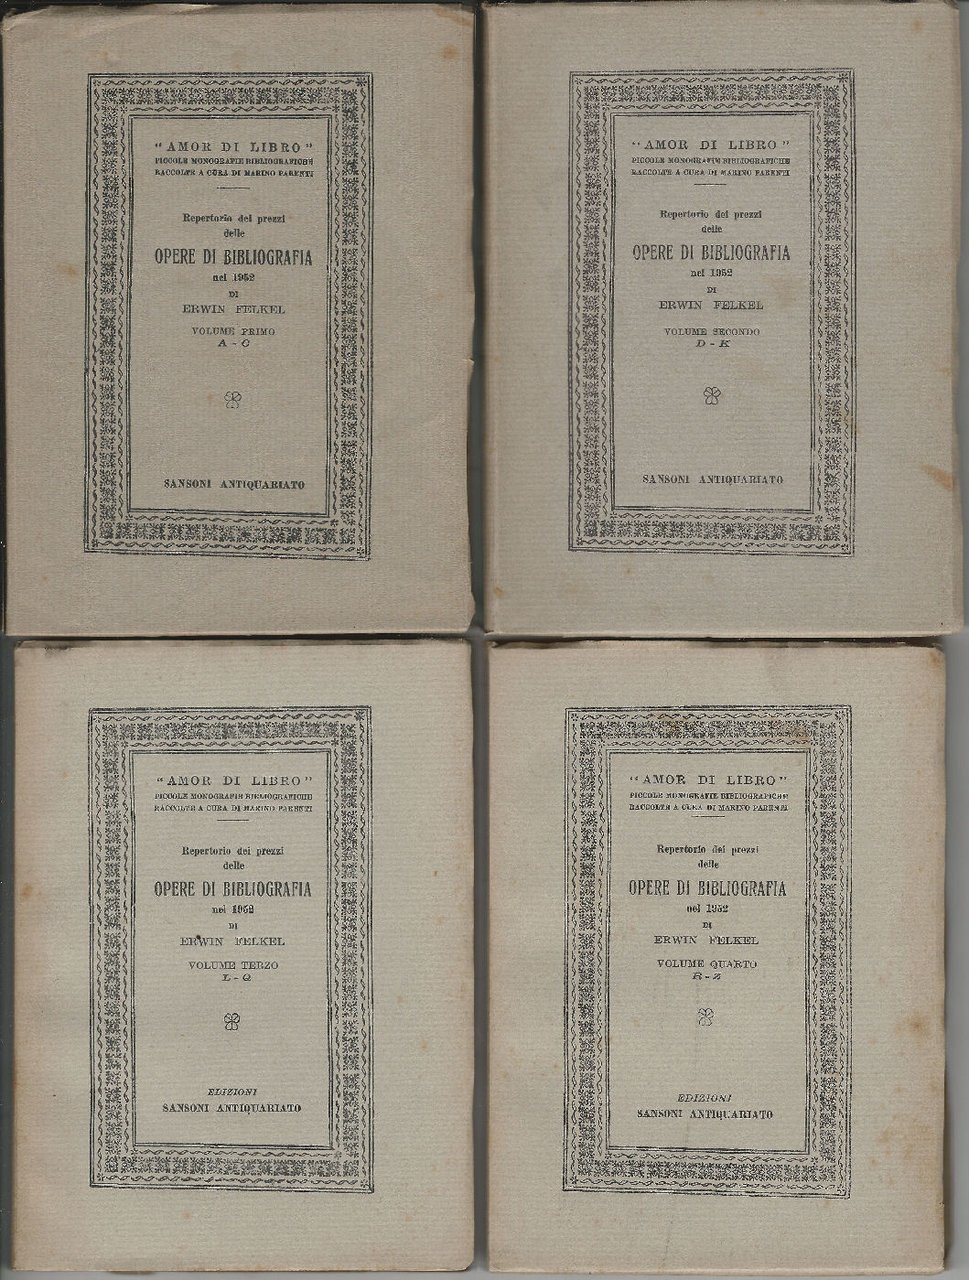 "AMOR DI LIBRO"
PICCOLE MONOGRAFIE BIBLIOGRAFICHE
RACCOLTE A CURA DI MARINO PARENTI
Repertorio dei prezzi
delle
OPERE DI BIBLIOGRAFIA
nel 1952
DI
ERWIN FELKEL
VOLUME PRIMO
A - C
SANSONI ANTIQUARIATO
"AMOR DI LIBRO"
PICCOLE MONOGRAFIE BIBLIOGRAFICHE
RACCOLTE A CURA DI MARINO PARENTI
Repertorio dei prezzi
delle
OPERE DI BIBLIOGRAFIA
nel 1952
DI
ERWIN FELKEL
VOLUME SECONDO
D - K
SANSONI ANTIQUARIATO
"AMOR DI LIBRO"
PICCOLE MONOGRAFIE BIBLIOGRAFICHE
RACCOLTE A CURA DI MARINO PARENTI
Repertorio dei prezzi
delle
OPERE DI BIBLIOGRAFIA
nel 1952
DI
ERWIN FELKEL
VOLUME TERZO
L - Q
EDIZIONI
SANSONI ANTIQUARIATO
"AMOR DI LIBRO"
PICCOLE MONOGRAFIE BIBLIOGRAFICHE
RACCOLTE A CURA DI MARINO PARENTI
Repertorio dei prezzi
delle
OPERE DI BIBLIOGRAFIA
nel 1952
DI
ERWIN FELKEL
VOLUME QUARTO
R - Z
EDIZIONI
SANSONI ANTIQUARIATO